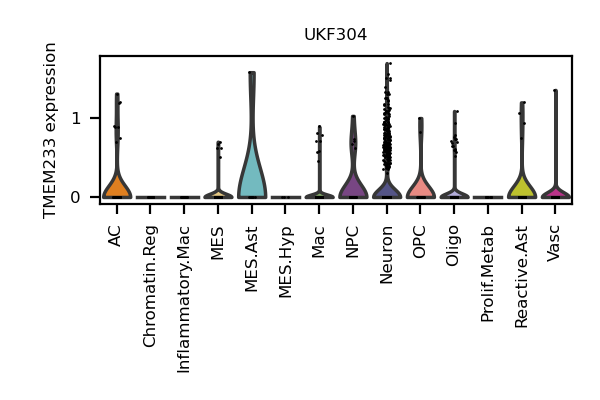 UKF304
TMEM233 expression
1
0
AC
Chromatin.Reg
Inflammatory.Mac
MES
MES.Ast
MES.Hyp
Mac
NPC
Neuron
OPC
Oligo
Prolif.Metab
Reactive.Ast
Vasc